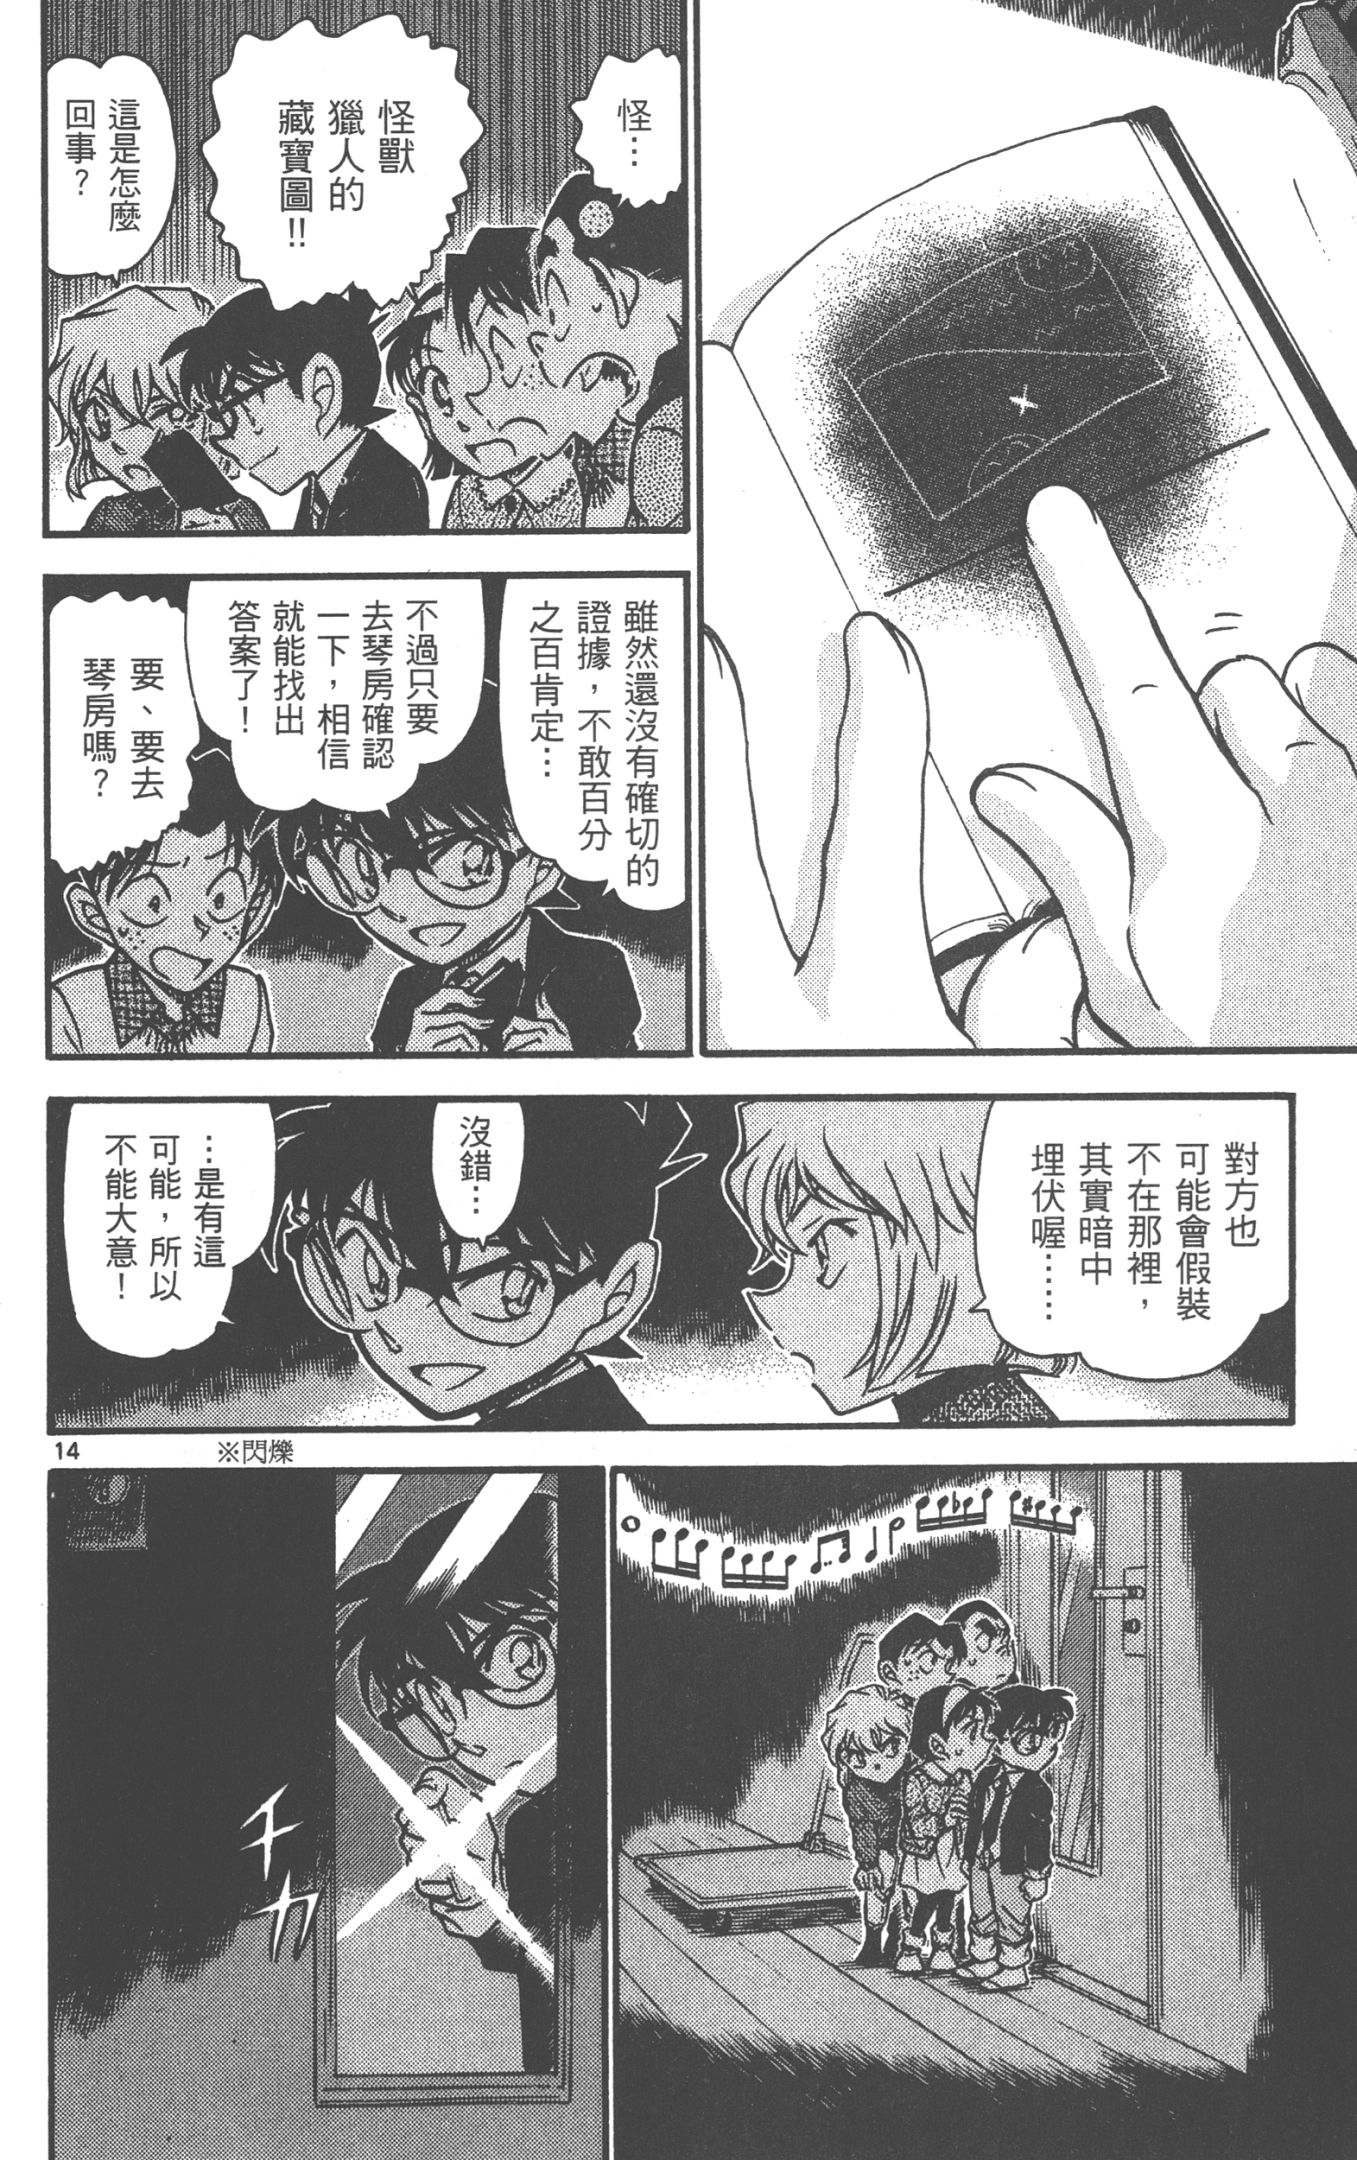 怪…
怪獸
獵人的
藏寶圖!!
這是怎麼
回事？
雖然還沒有確切的
證據，不敢百分
之百肯定…
不過只要
去琴房確認
一下，相信
就能找出
答案了！
要、要去
琴房嗎？
對方也
可能會假裝
不在那裡，
其實暗中
埋伏喔……
沒錯…
…是有這
可能，所以
不能大意！
14
※閃爍
チカ